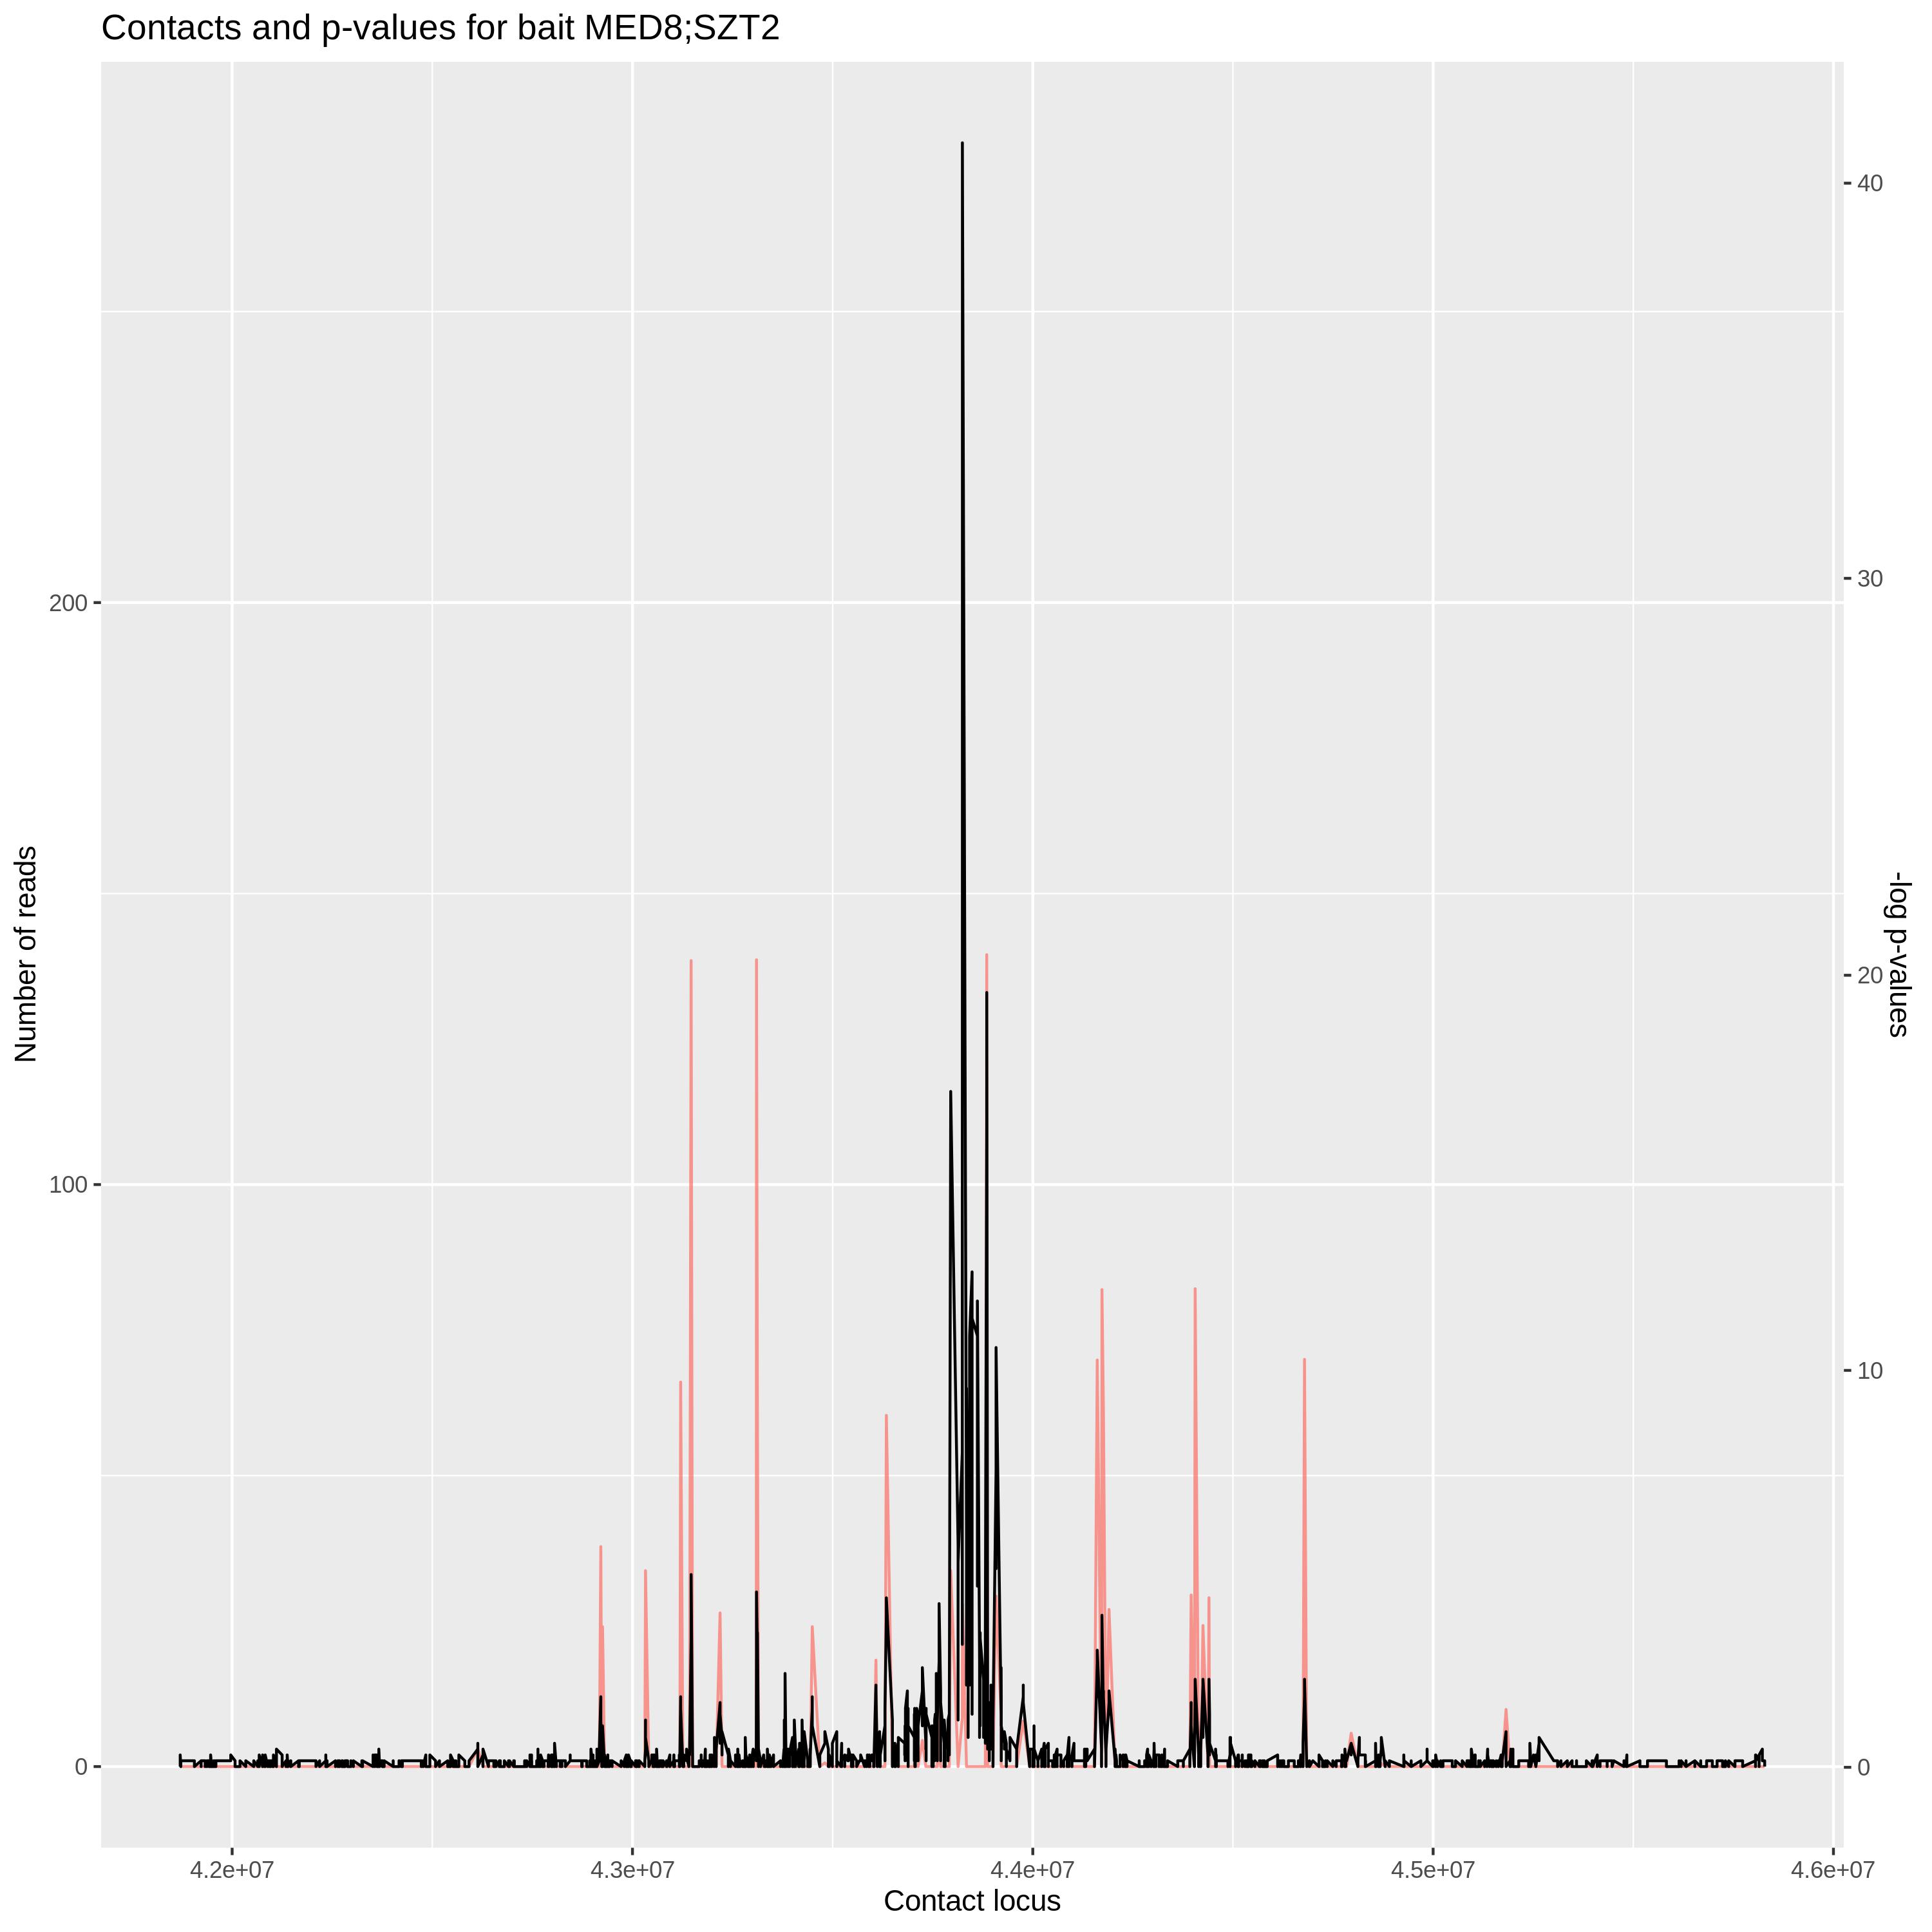 Contacts and p-values for bait MED8;SZT2
Number of reads
200
100
0
40
30
20
10
0
-log p-values
4.2e+07 4.3e+07 4.4e+07 4.5e+07 4.6e+07
Contact locus